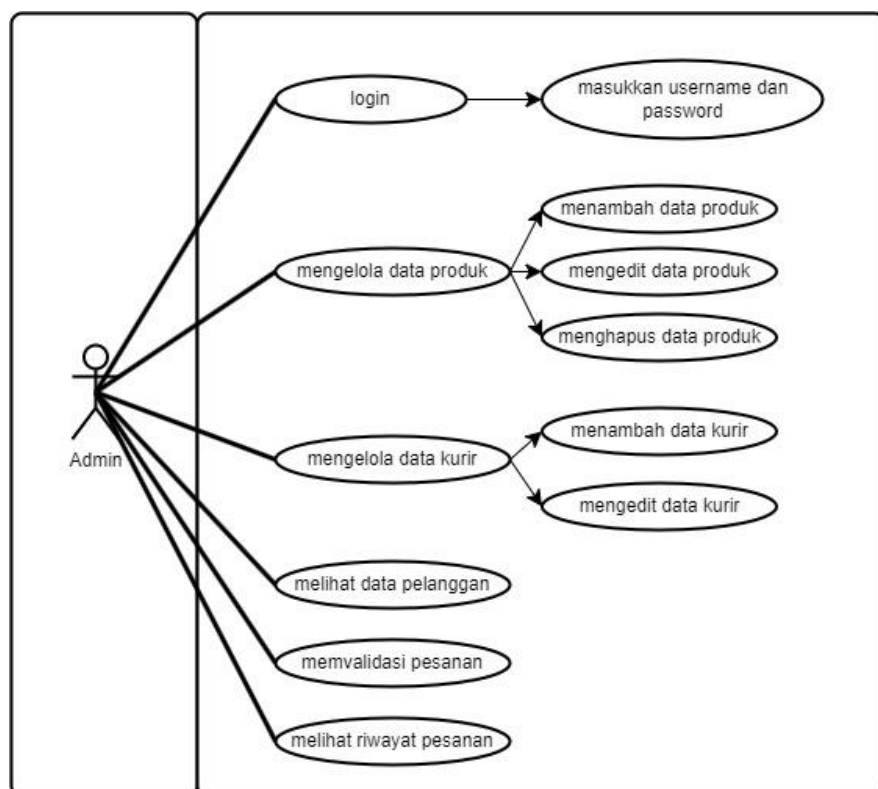 login
masukkan username dan
password
menambah data produk
mengelola data produk
mengedit data produk
menghapus data produk
Admin
menambah data kurir
mengelola data kurir
mengedit data kurir
melihat data pelanggan
memvalidasi pesanan
melihat riwayat pesanan